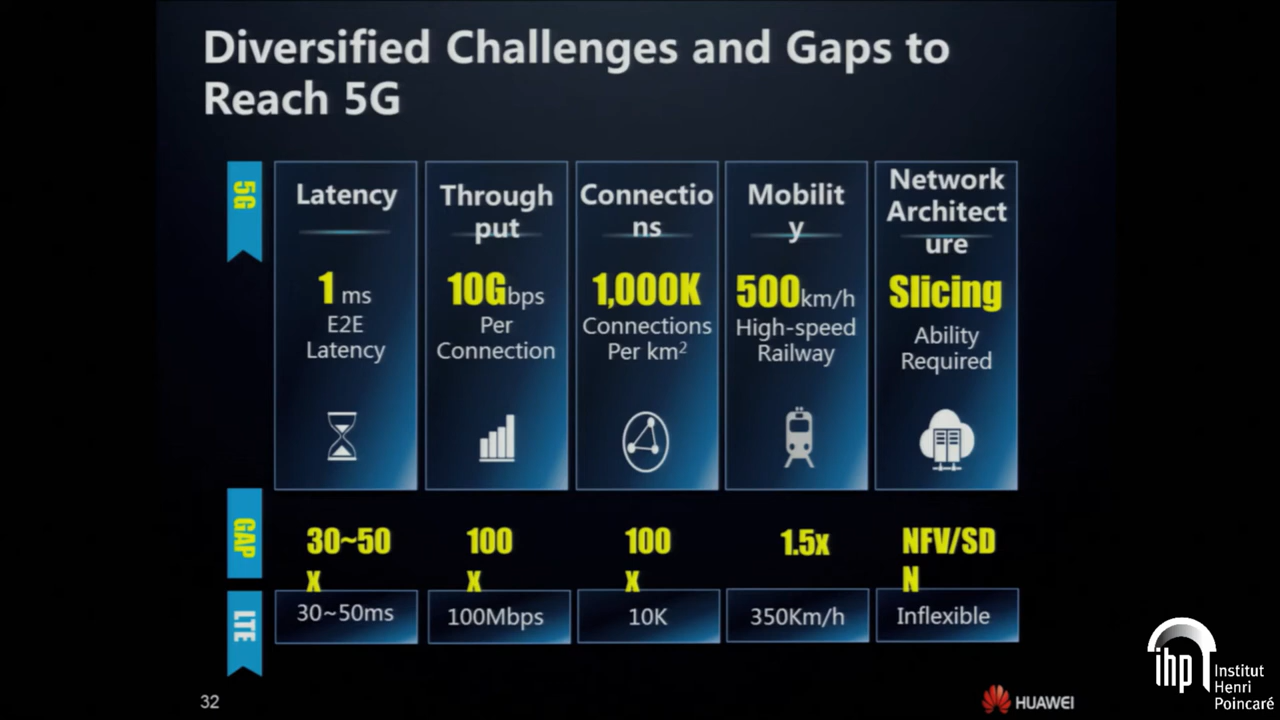 Diversified Challenges and Gaps to
Reach 5G
5G
Latency
1 ms
E2E
Latency
Through
put
10Gbps
Per
Connection
Connectio
ns
1,000K
Connections
Per km²
Mobilit
y
500km/h
High-speed
Railway
Network
Architect
ure
Slicing
Ability
Required
GAP
30~50
X
100
X
100
X
1.5x
NFV/SD
N
LTE
30~50ms
100Mbps
10K
350Km/h
Inflexible
32
HUAWEI
ihp
Institut
Henri
Poincaré